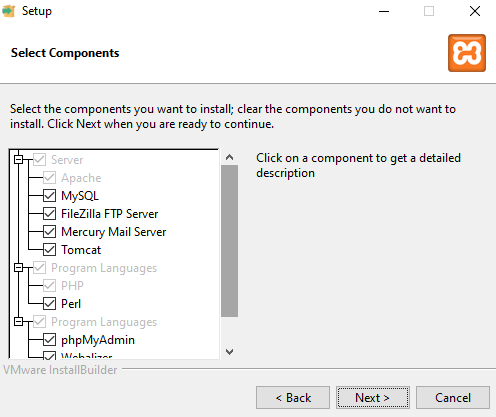 Setup
Select Components
Select the components you want to install; clear the components you do not want to
install. Click Next when you are ready to continue.
Server
Apache
MySQL
FileZilla FTP Server
Mercury Mail Server
Tomcat
Program Languages
PHP
Perl
Program Languages
phpMyAdmin
Webalizer
Click on a component to get a detailed
description
VMware InstallBuilder
< Back
Next >
Cancel